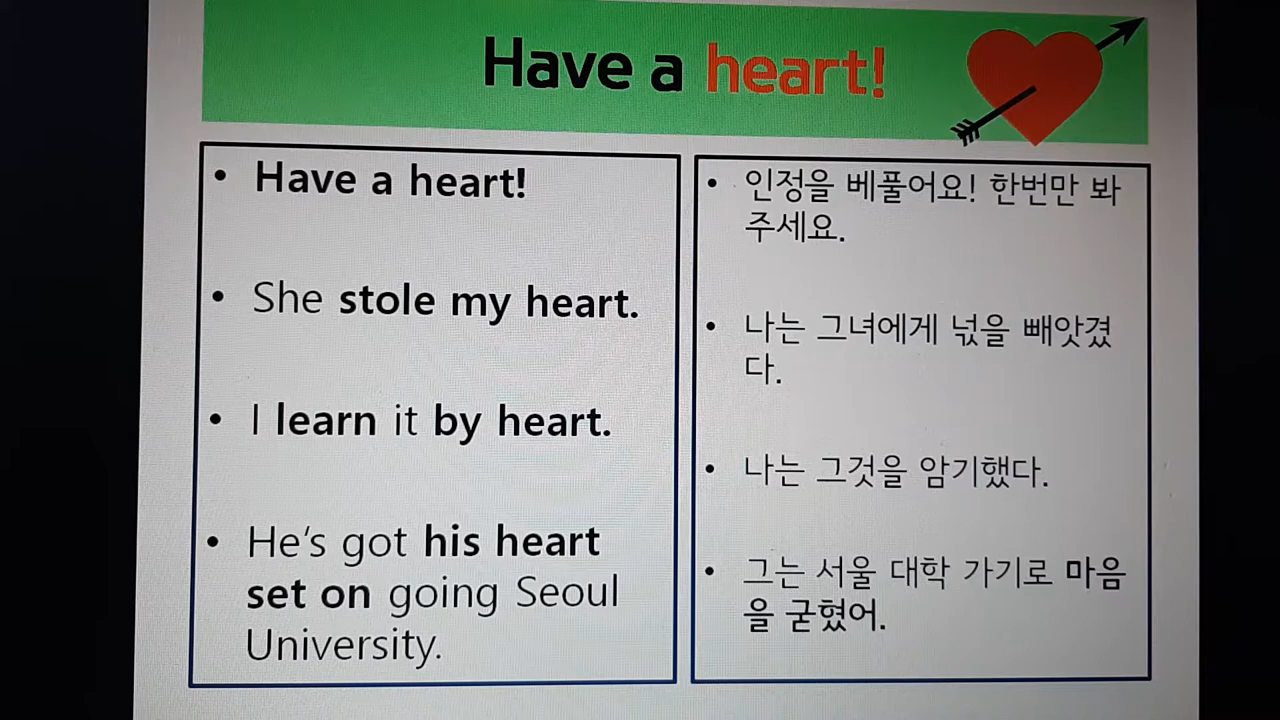 Have a heart!
• Have a heart!
• She stole my heart.
• I learn it by heart.
• He's got his heart
set on going Seoul
University.
• 인정을 베풀어요! 한번만 봐
주세요.
• 나는 그녀에게 넋을 빼앗겼
다.
• 나는 그것을 암기했다.
• 그는 서울 대학 가기로 마음
을 굳혔어.